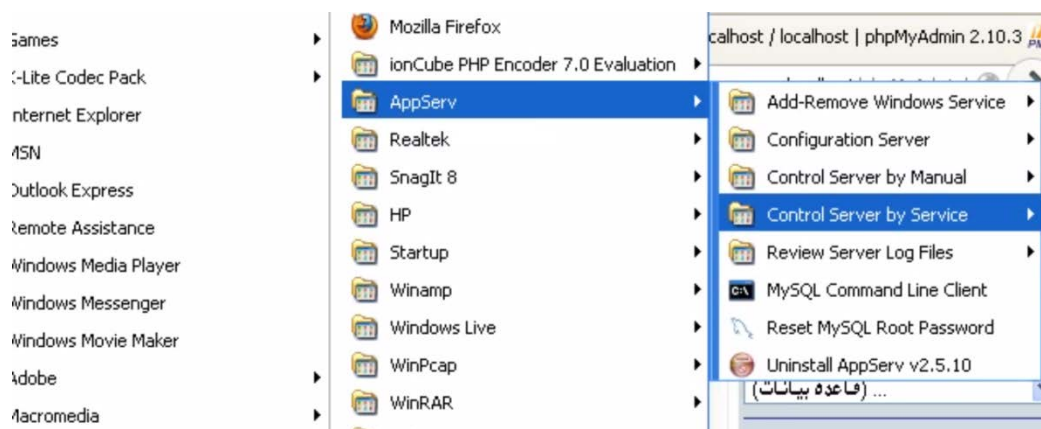 Games
K-Lite Codec Pack
Internet Explorer
MSN
Outlook Express
Remote Assistance
Windows Media Player
Windows Messenger
Windows Movie Maker
Adobe
Macromedia
Mozilla Firefox
ionCube PHP Encoder 7.0 Evaluation
AppServ
Realtek
SnagIt 8
HP
Startup
Winamp
Windows Live
WinPcap
WinRAR
calhost / localhost | phpMyAdmin 2.10.3
Add-Remove Windows Service
Configuration Server
Control Server by Manual
Control Server by Service
Review Server Log Files
MySQL Command Line Client
Reset MySQL Root Password
Uninstall AppServ v2.5.10
(قاعدة بيانات) ...